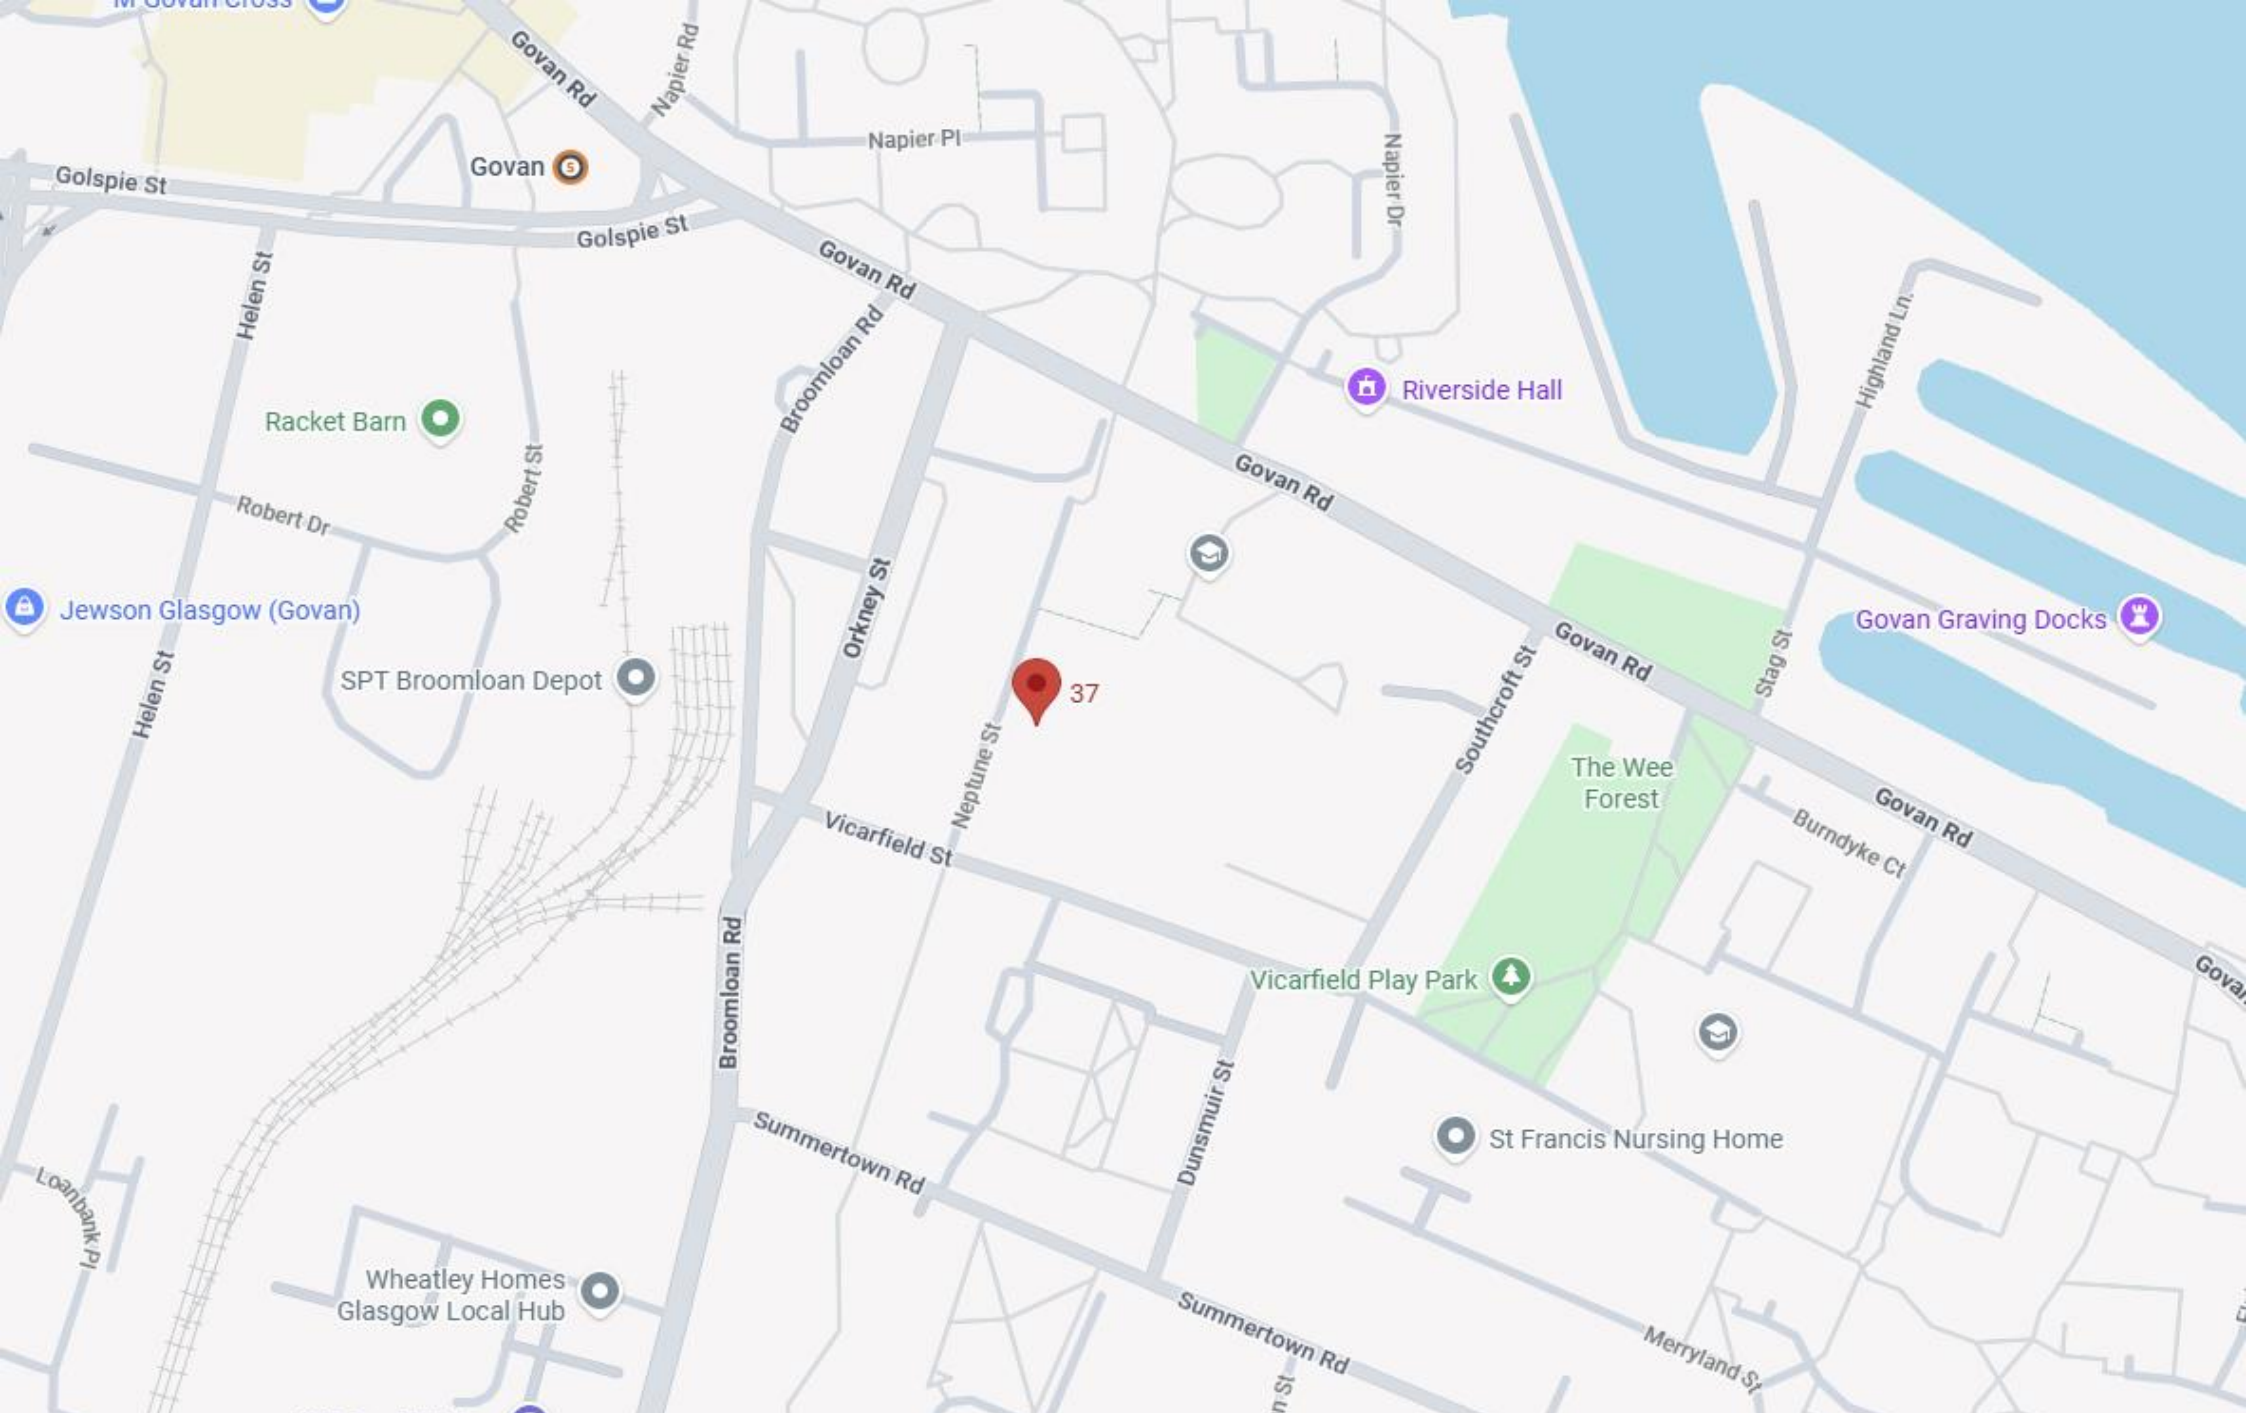 M Govan Cross
Govan Rd
Napier Rd
Napier Pl
Napier Dr
Govan
Golspie St
Golspie St
Govan Rd
Helen St
Broomloan Rd
Highland Ln
Riverside Hall
Racket Barn
Robert St
Govan Rd
Robert Dr
Orkney St
Jewson Glasgow (Govan)
Govan Graving Docks
Govan Rd
Stag St
Helen St
SPT Broomloan Depot
37
Southcroft St
Neptune St
The Wee
Forest
Govan Rd
Burndyke Ct
Vicarfield St
Vicarfield Play Park
Broomloan Rd
Govan
Dunsmuir St
St Francis Nursing Home
Summertown Rd
Loanbank Pl
Wheatley Homes
Glasgow Local Hub
Summertown Rd
Merryland St
n St